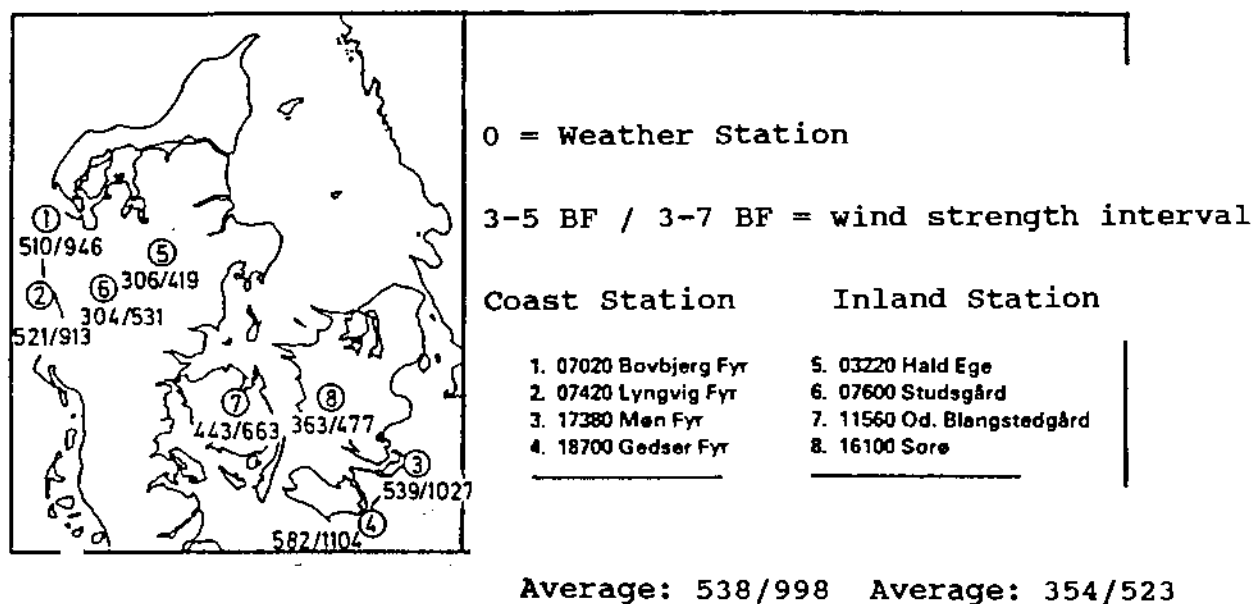 0 = Weather Station
3-5 BF / 3-7 BF = wind strength interval
1
510/946
5
306/419
2
521/913
6
304/531
7
443/663
8
363/477
3
539/1027
4
582/1104
Coast Station
1. 07020 Bovbjerg Fyr
2. 07420 Lyngvig Fyr
3. 17380 Møn Fyr
4. 18700 Gedser Fyr
Inland Station
5. 03220 Hald Ege
6. 07600 Studsgård
7. 11560 Od. Blangstedgård
8. 16100 Sorø
Average: 538/998 Average: 354/523